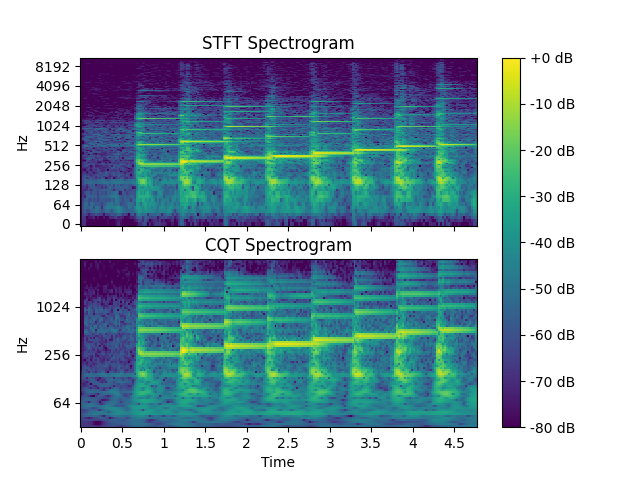 STFT Spectrogram
8192
4096
2048
1024
512
256
128
64
0
Hz
CQT Spectrogram
1024
256
64
Hz
0 0.5 1 1.5 2 2.5 3 3.5 4 4.5
Time
+0 dB
-10 dB
-20 dB
-30 dB
-40 dB
-50 dB
-60 dB
-70 dB
-80 dB